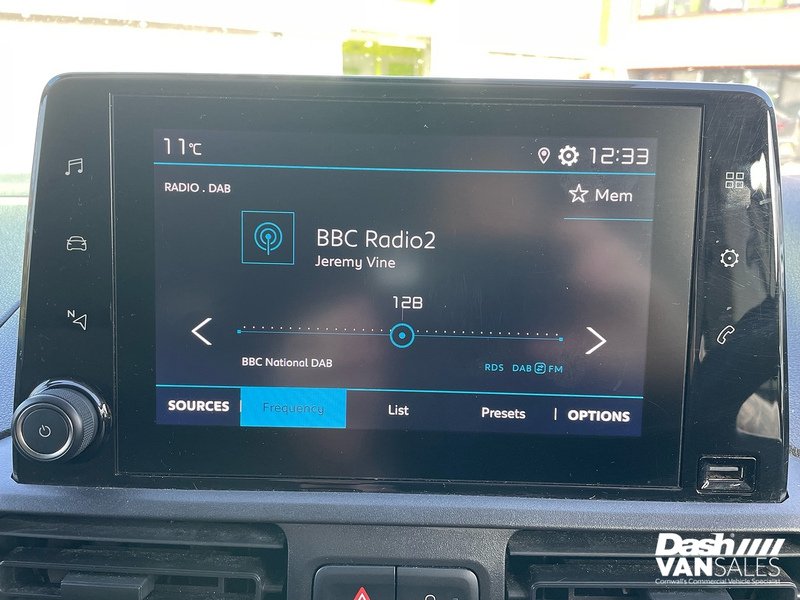 11°C 12:33
RADIO . DAB
Mem
BBC Radio2
Jeremy Vine
12B
BBC National DAB
RDS DAB FM
SOURCES Frequency List Presets OPTIONS
N
Dash
VANSALES
Cornwall's Commercial Vehicle Specialist